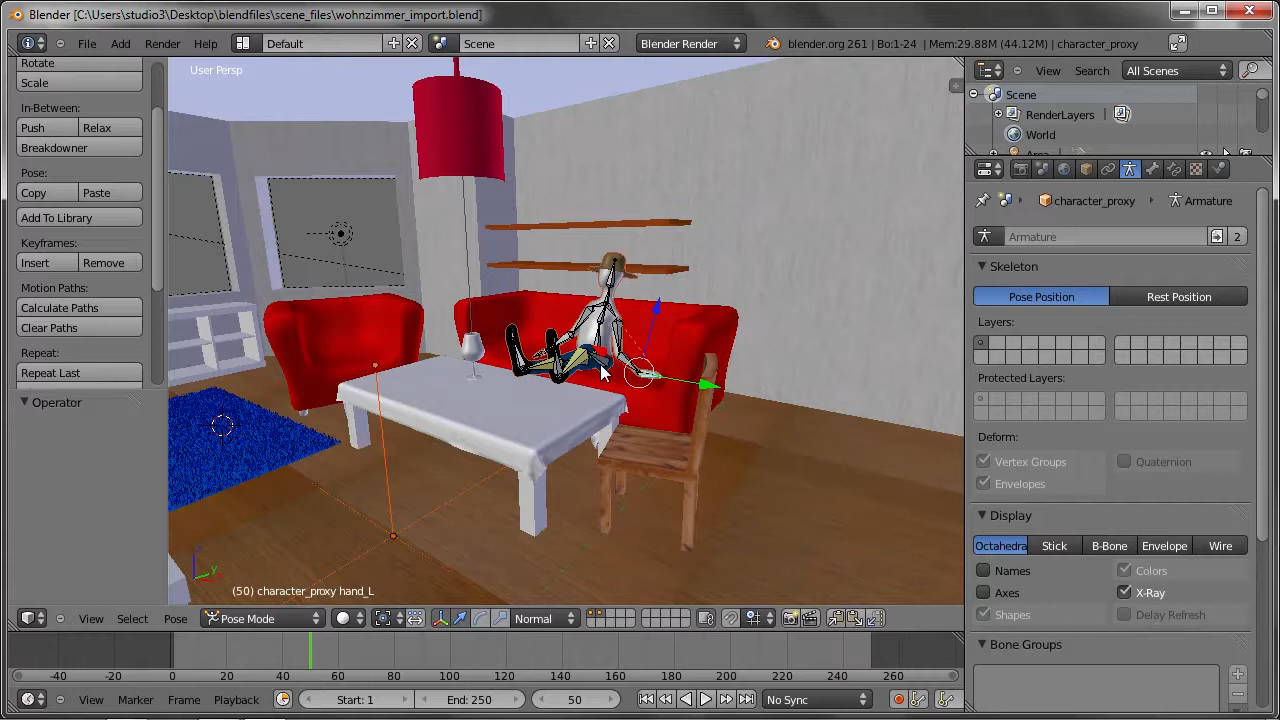 Blender [C:\Users\studio3\Desktop\blendfiles\scene_files\wohnzimmer_import.blend]
File Add Render Help Default Scene Blender Render blender.org 261 | Bo:1-24 | Mem:29.88M (44.12M) | character_proxy
Rotate
Scale
In-Between:
Push Relax
Breakdowner
Pose:
Copy Paste
Add To Library
Keyframes:
Insert Remove
Motion Paths:
Calculate Paths
Clear Paths
Repeat:
Repeat Last
Operator
User Persp
(50) character_proxy hand_L
View Select Pose Pose Mode Normal
-40 -20 0 20 40 60 80 100 120 140 160 180 200 220 240 260
View Marker Frame Playback Start: 1 End: 250 50 No Sync
View Search All Scenes
Scene
RenderLayers
World
character_proxy Armature
Armature 2
Skeleton
Pose Position Rest Position
Layers:
Protected Layers:
Deform:
Vertex Groups Quaternion
Envelopes
Display
Octahedra Stick B-Bone Envelope Wire
Names Colors
Axes X-Ray
Shapes Delay Refresh
Bone Groups